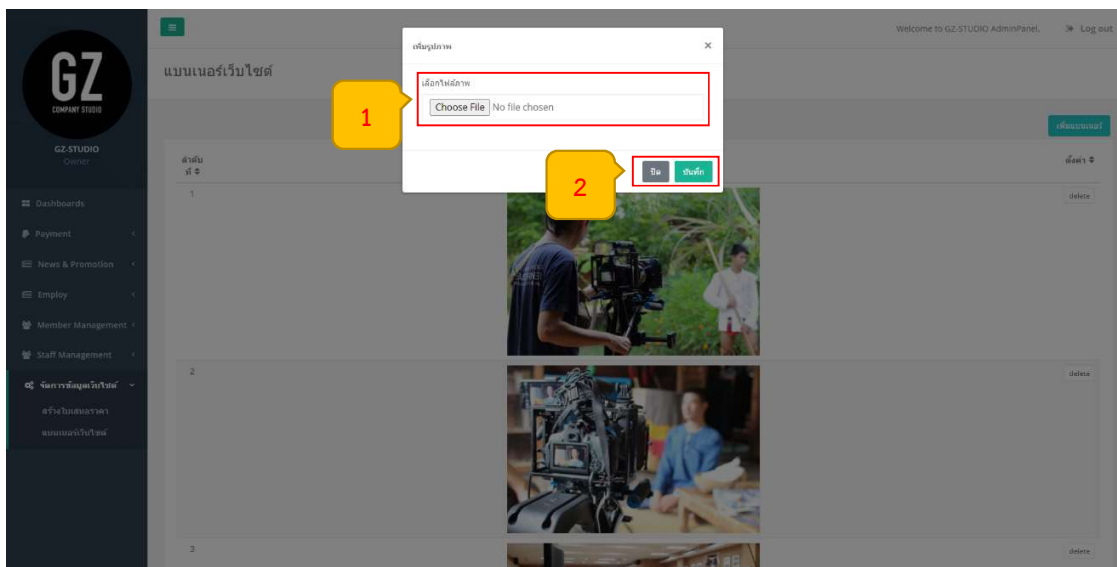 Welcome to GZ-STUDIO AdminPanel.
Log out
GZ
COMPANY STUDIO
GZ-STUDIO
Owner
Dashboards
Payment
News & Promotion
Employ
Member Management
Staff Management
จัดการข้อมูลเว็บไซต์
สร้างใบเสนอราคา
แบนเนอร์เว็บไซต์
แบนเนอร์เว็บไซต์
เพิ่มรูปภาพ
×
เลือกไฟล์ภาพ
Choose File No file chosen
1
ปิด
บันทึก
2
เพิ่มแบนเนอร์
ลำดับ
ที่
ตั้งค่า
1
delete
2
delete
3
delete